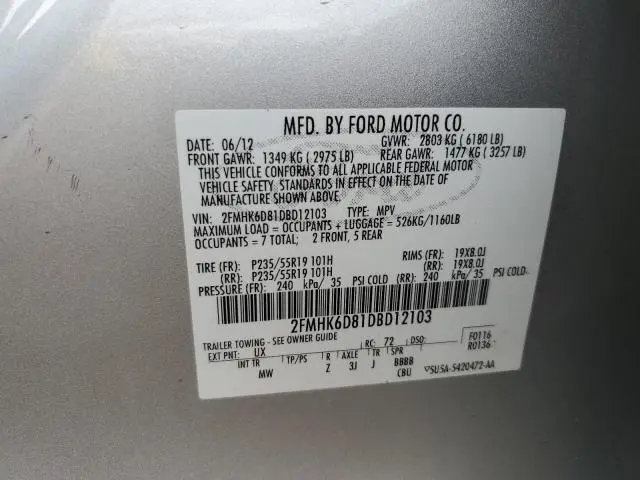 MFD. BY FORD MOTOR CO.
DATE: 06/12 GVWR: 2803 KG ( 6180 LB)
FRONT GAWR: 1349 KG ( 2975 LB) REAR GAWR: 1477 KG ( 3257 LB)
THIS VEHICLE CONFORMS TO ALL APPLICABLE FEDERAL MOTOR
VEHICLE SAFETY STANDARDS IN EFFECT ON THE DATE OF
MANUFACTURE SHOWN ABOVE.
VIN: 2FMHK6D81DBD12103 TYPE: MPV
MAXIMUM LOAD = OCCUPANTS + LUGGAGE = 526KG/1160LB
OCCUPANTS = 7 TOTAL; 2 FRONT, 5 REAR
TIRE (FR): P235/55R19 101H RIMS (FR): 19X8.0J
(RR): P235/55R19 101H (RR): 19X8.0J
PRESSURE (FR): 240 kPa/ 35 PSI COLD (RR): 240 kPa/ 35 PSI COLD
2FMHK6D81DBD12103
TRAILER TOWING - SEE OWNER GUIDE
EXT PNT: UX RC: 72 DSO: F0116
INT TR TP/PS R AXLE TR SPR R0136
MW Z 3J J BBBB
CBU ▽5U5A-5420472-AA